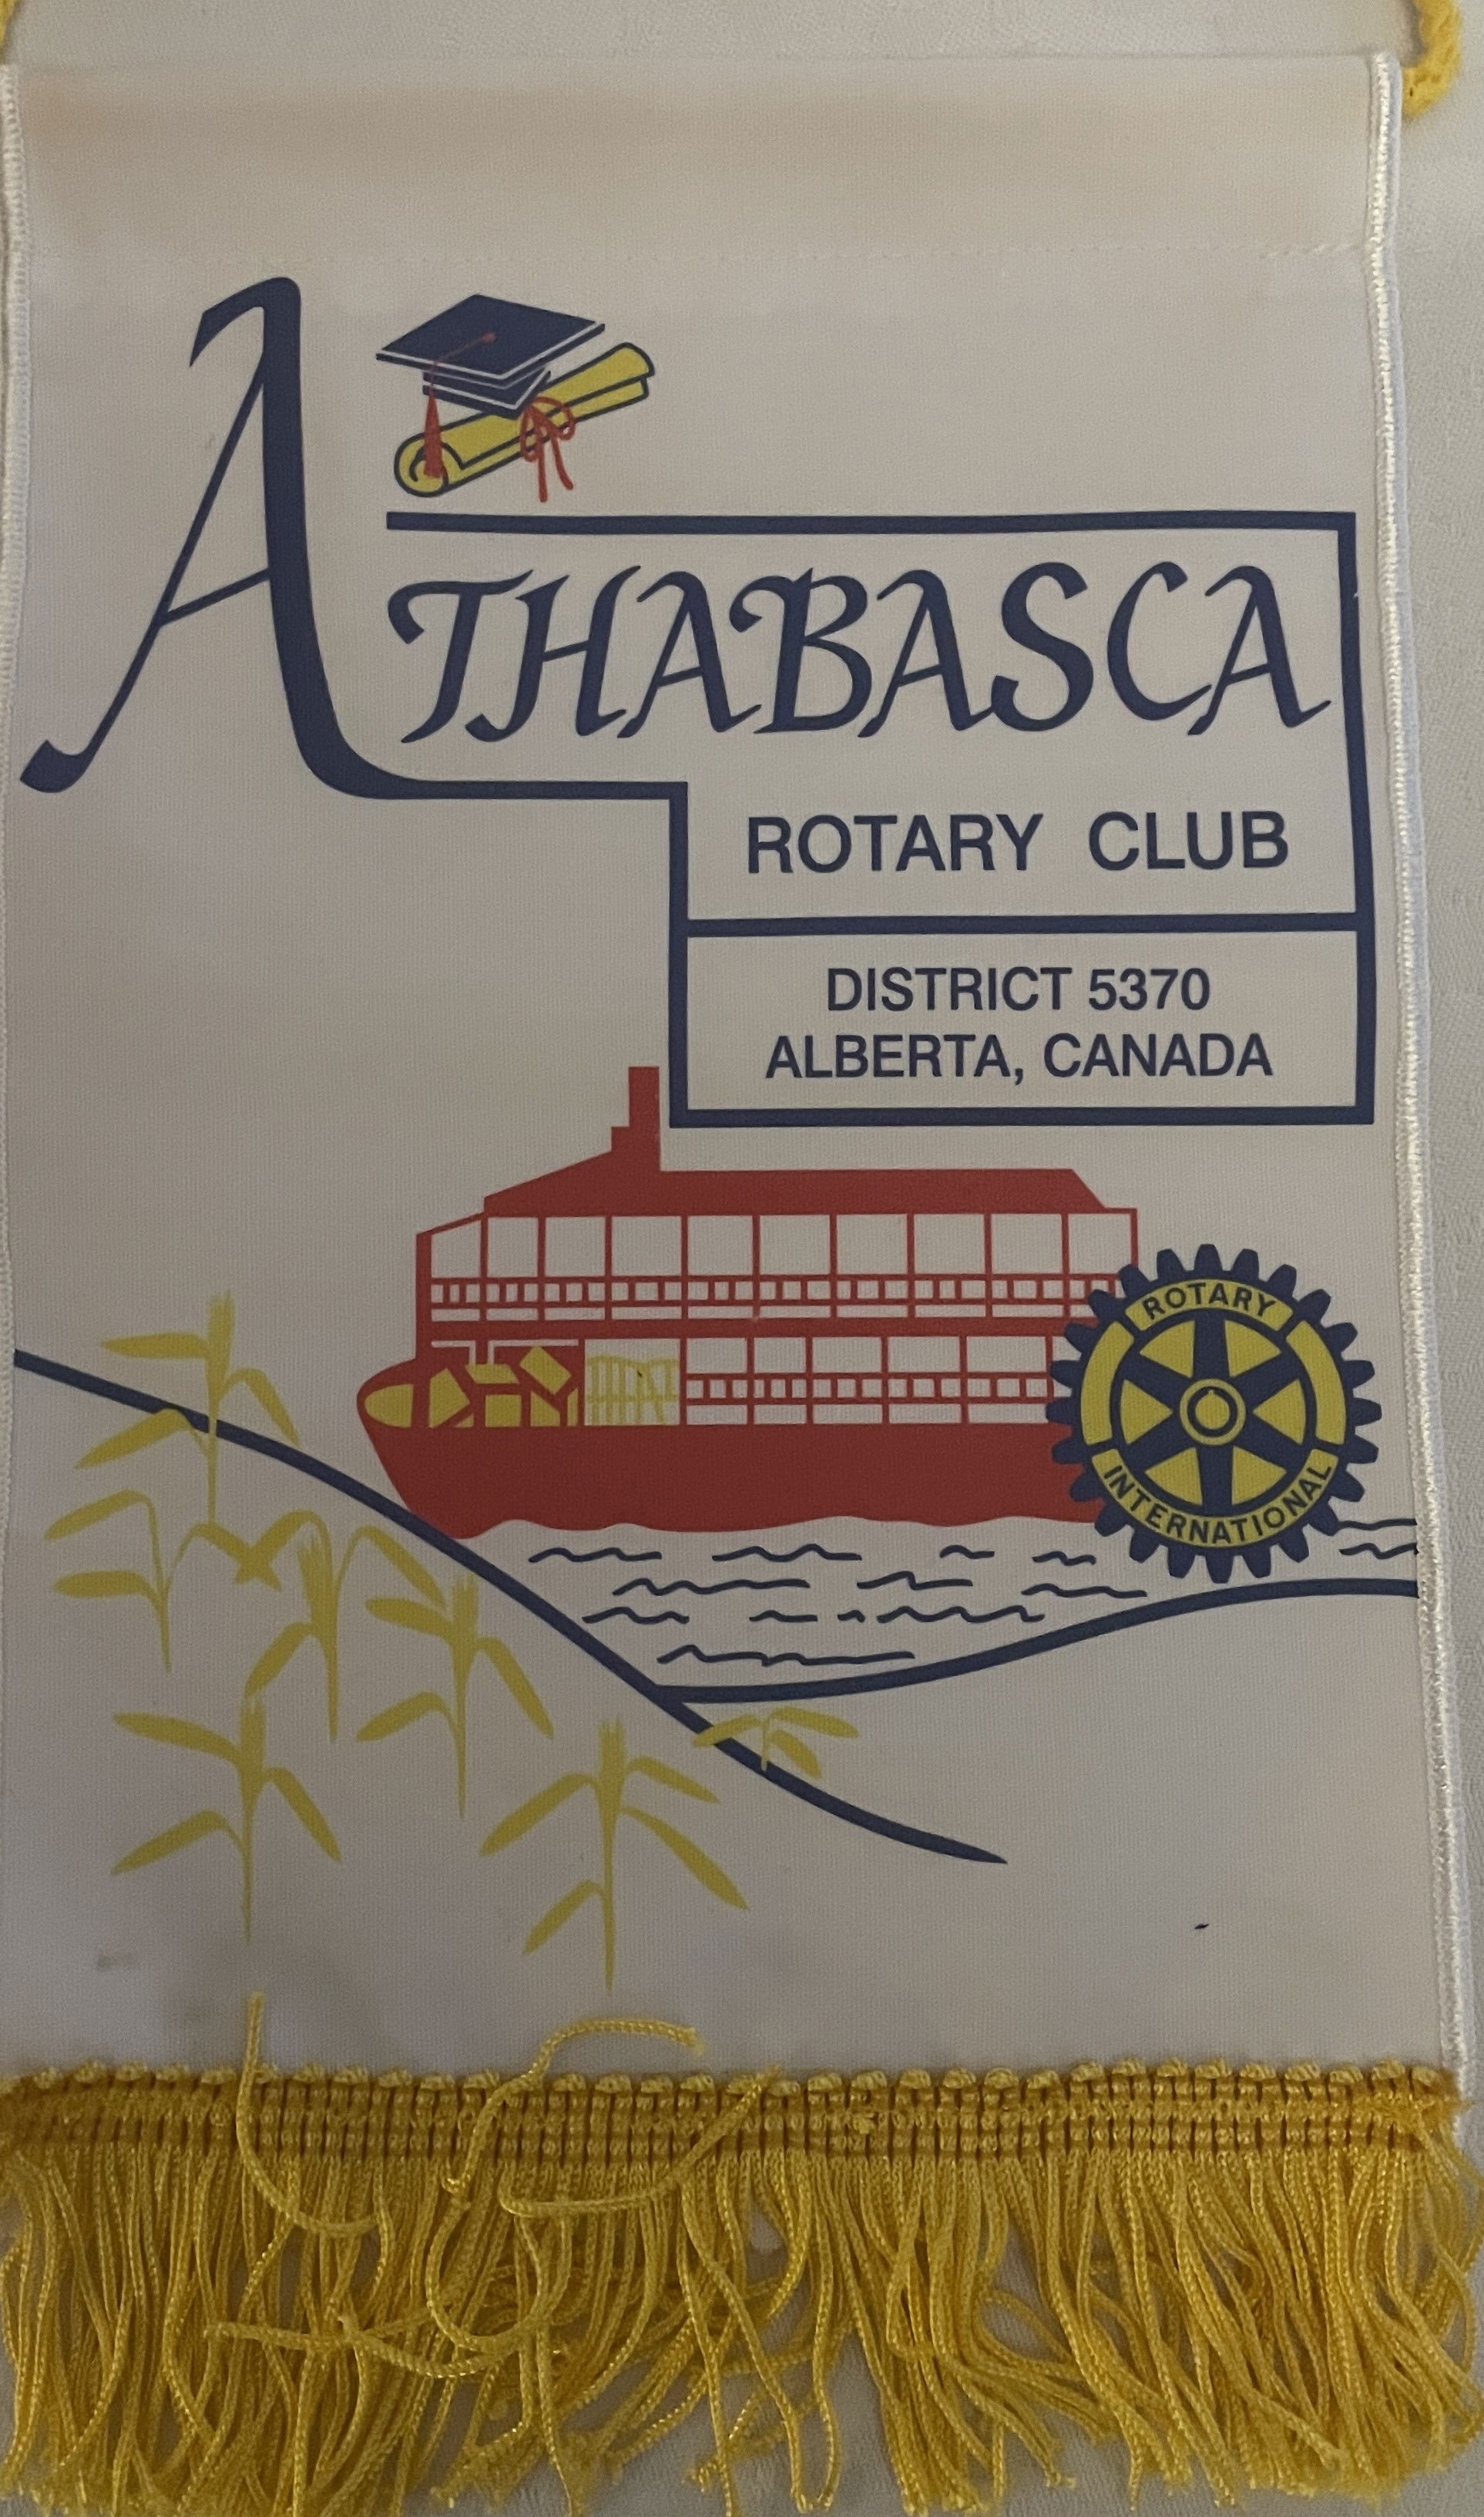 ATHABASCA
ROTARY CLUB
DISTRICT 5370
ALBERTA, CANADA
ROTARY
INTERNATIONAL